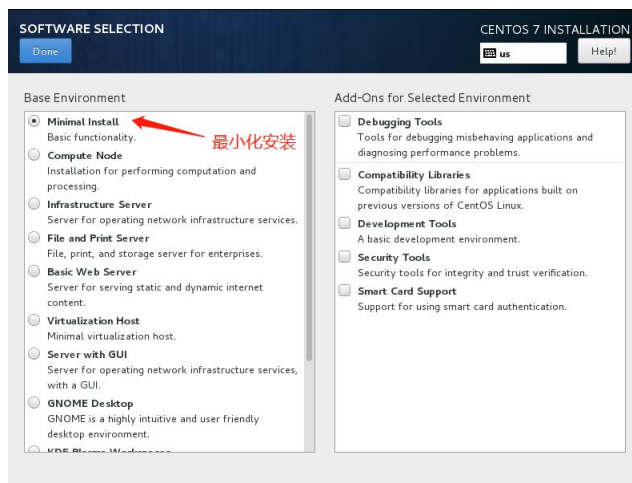 SOFTWARE SELECTION
CENTOS 7 INSTALLATION
Done
us
Help!
Base Environment
Minimal Install
Basic functionality.
最小化安装
Compute Node
Installation for performing computation and
processing.
Infrastructure Server
Server for operating network infrastructure services.
File and Print Server
File, print, and storage server for enterprises.
Basic Web Server
Server for serving static and dynamic internet
content.
Virtualization Host
Minimal virtualization host.
Server with GUI
Server for operating network infrastructure services,
with a GUI.
GNOME Desktop
GNOME is a highly intuitive and user friendly
desktop environment.
KDE Plasma Workspaces
Add-Ons for Selected Environment
Debugging Tools
Tools for debugging misbehaving applications and
diagnosing performance problems.
Compatibility Libraries
Compatibility libraries for applications built on
previous versions of CentOS Linux.
Development Tools
A basic development environment.
Security Tools
Security tools for integrity and trust verification.
Smart Card Support
Support for using smart card authentication.